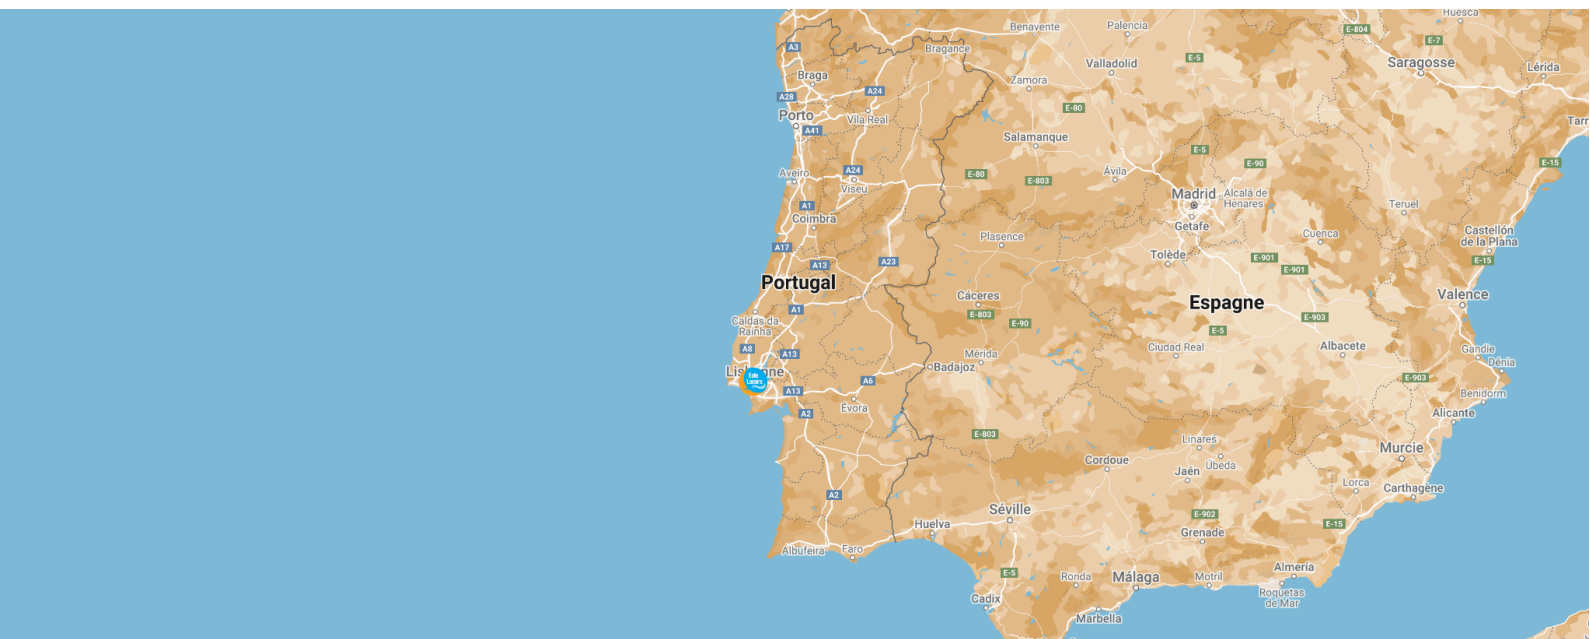 Huesca
Benavente
Palencia
E-804
E-7
A3
Bragance
E-5
Valladolid
Saragosse
Lérida
Braga
Zamora
A28
A24
E-80
Porto
Vila Real
A41
Salamanque
Tarr
E-5
E-90
E-15
Aveiro
A24
Viseu
E-80
E-803
Ávila
Madrid
Alcalá de
Henares
Teruel
A1
Coimbra
Getafe
Castellón
de la Plana
Plasence
Cuenca
A17
A13
A23
Tolède
E-901
E-901
E-15
Portugal
Cáceres
Espagne
Valence
A1
E-803
E-90
E-903
Caldas da
Rainha
E-5
A8
A13
Mérida
Ciudad Real
Albacete
Gandie
Dénia
Badajoz
A6
E-903
A13
Benidorm
A2
Évora
Alicante
E-803
Linares
Murcie
Cordoue
Úbeda
Jaén
Lorca
Carthagène
A2
Séville
E-902
Huelva
E-15
Grenade
Albufeira
Faro
E-5
Ronda
Málaga
Motril
Almería
Cadix
Roquetas
de Mar
Marbella